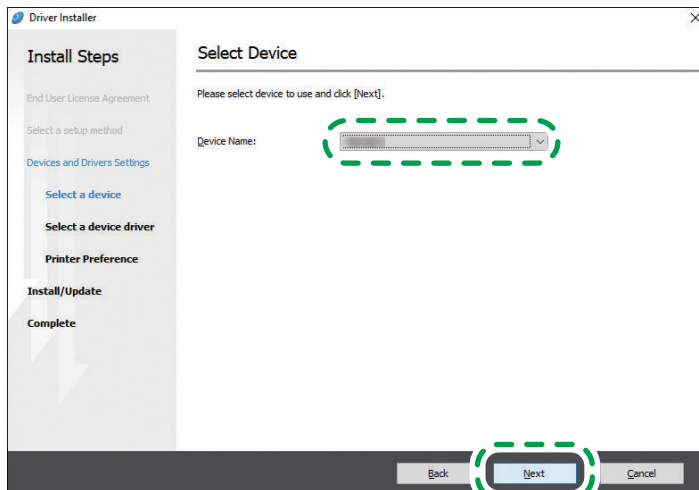 Driver Installer
Install Steps
End User License Agreement
Select a setup method
Devices and Drivers Settings
Select a device
Select a device driver
Printer Preference
Install/Update
Complete
Select Device
Please select device to use and click [Next].
Device Name:
Back
Next
Cancel